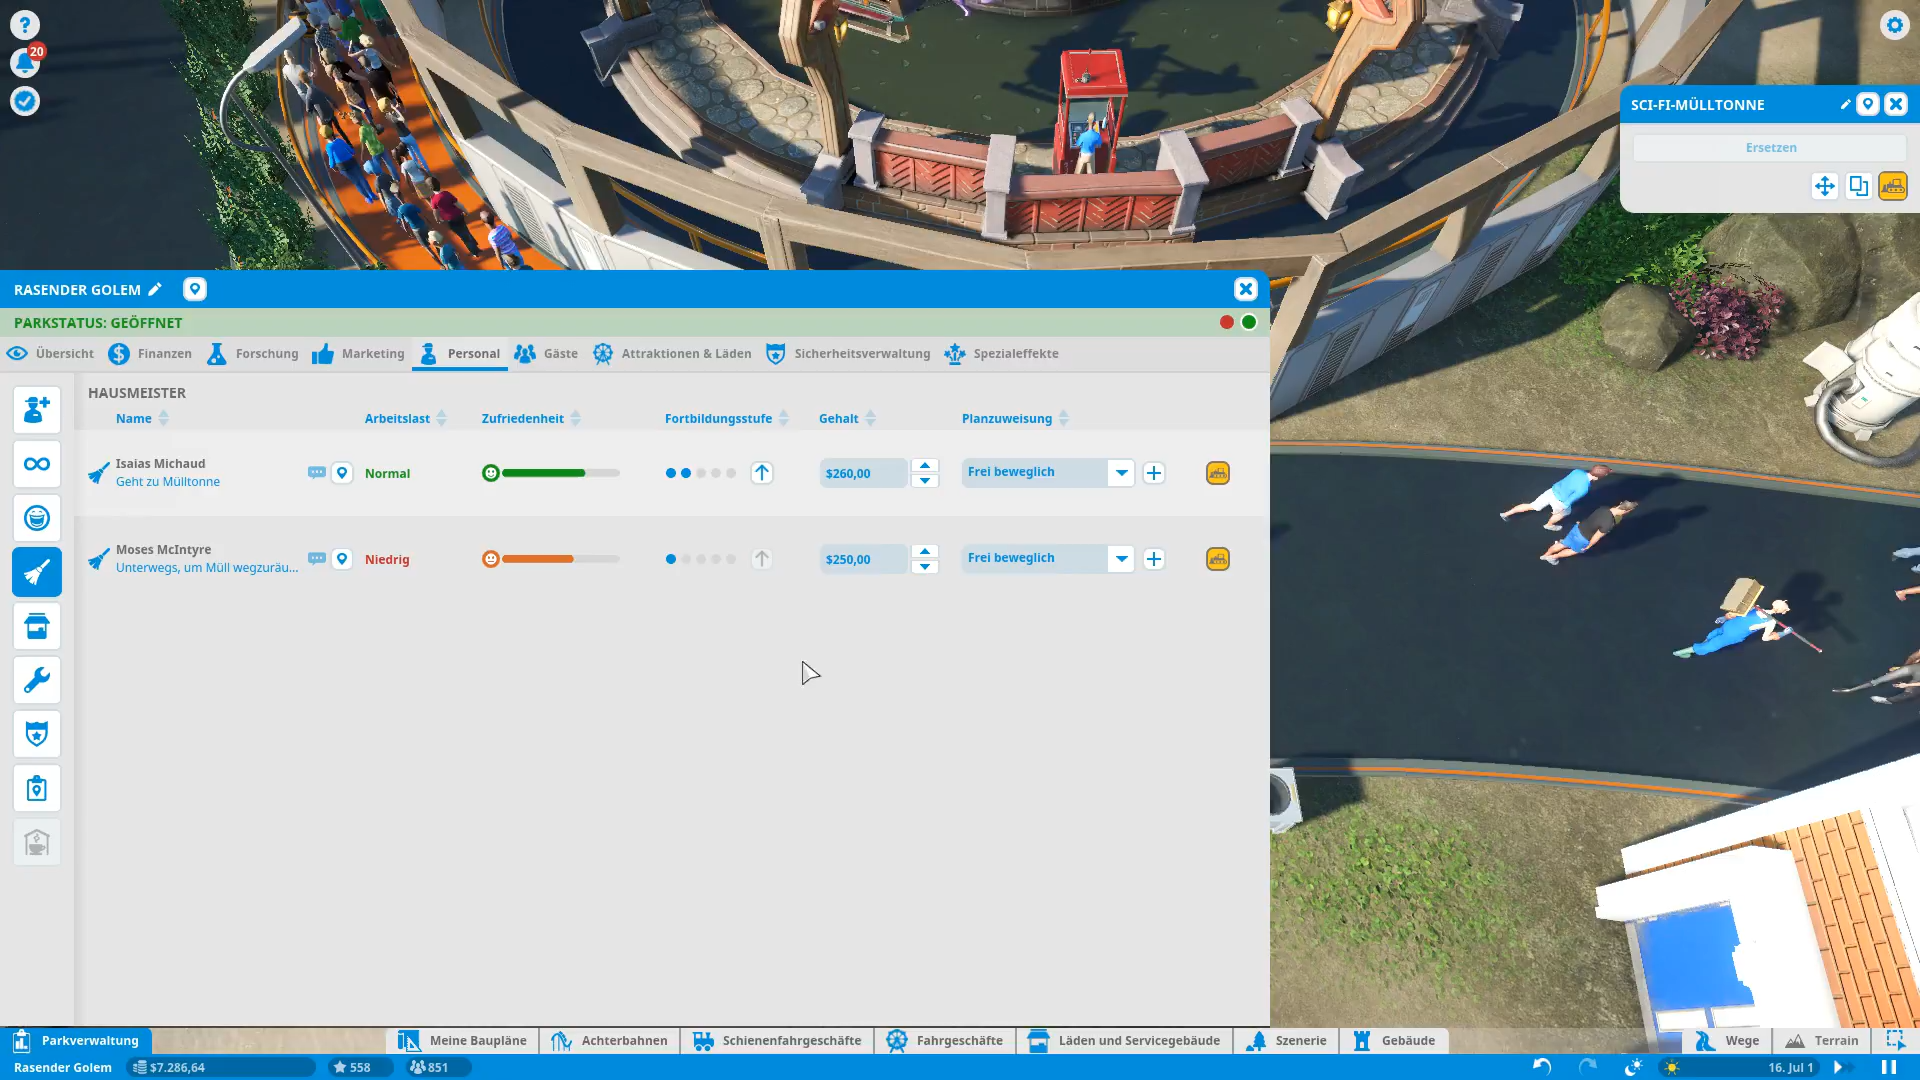 ?
20
SCI-FI-MÜLLTONNE
Ersetzen
RASENDER GOLEM
PARKSTATUS: GEÖFFNET
Übersicht
Finanzen
Forschung
Marketing
Personal
Gäste
Attraktionen & Läden
Sicherheitsverwaltung
Spezialeffekte
HAUSMEISTER
Name
Arbeitslast
Zufriedenheit
Fortbildungsstufe
Gehalt
Planzuweisung
Isaias Michaud
Geht zu Mülltonne
Normal
$260,00
Frei beweglich
Moses McIntyre
Unterwegs, um Müll wegzuräu...
Niedrig
$250,00
Frei beweglich
Parkverwaltung
Meine Baupläne
Achterbahnen
Schienenfahrgeschäfte
Fahrgeschäfte
Läden und Servicegebäude
Szenerie
Gebäude
Wege
Terrain
Rasender Golem
$7.286,64
558
851
16. Jul 1